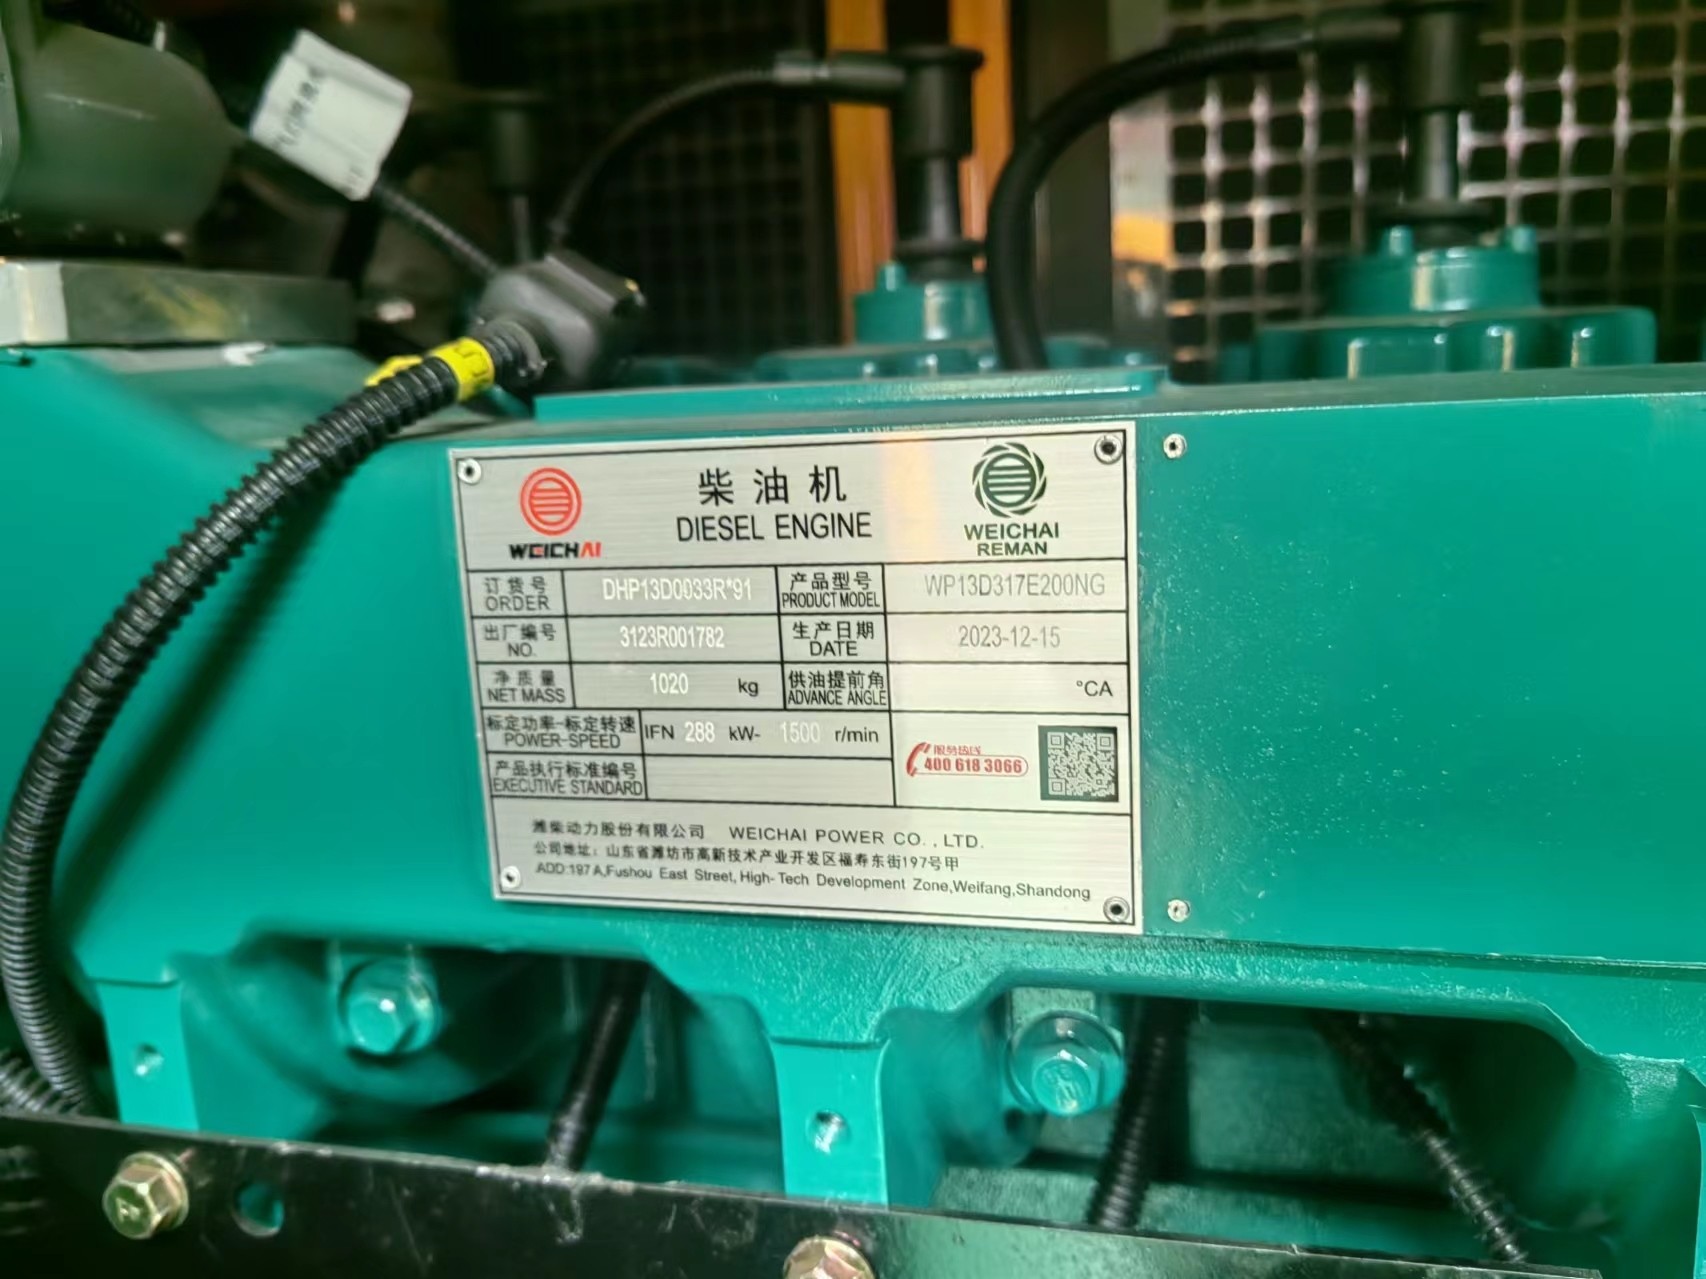 WEICHAI
柴油机
DIESEL ENGINE
WEICHAI
REMAN
订货号 DHP13D0033R*91 产品型号 WP13D317E200NG
ORDER PRODUCT MODEL
出厂编号 3123R001782 生产日期 2023-12-15
NO. DATE
净质量 1020 kg 供油提前角 °CA
NET MASS ADVANCE ANGLE
标定功率-标定转速 IFN 288 kW- 1500 r/min
POWER-SPEED
服务热线
400 618 3066
产品执行标准编号
EXECUTIVE STANDARD
潍柴动力股份有限公司 WEICHAI POWER CO.,LTD.
公司地址：山东省潍坊市高新技术产业开发区福寿东街197号甲
ADD:197 A,Fushou East Street,High-Tech Development Zone,Weifang,Shandong